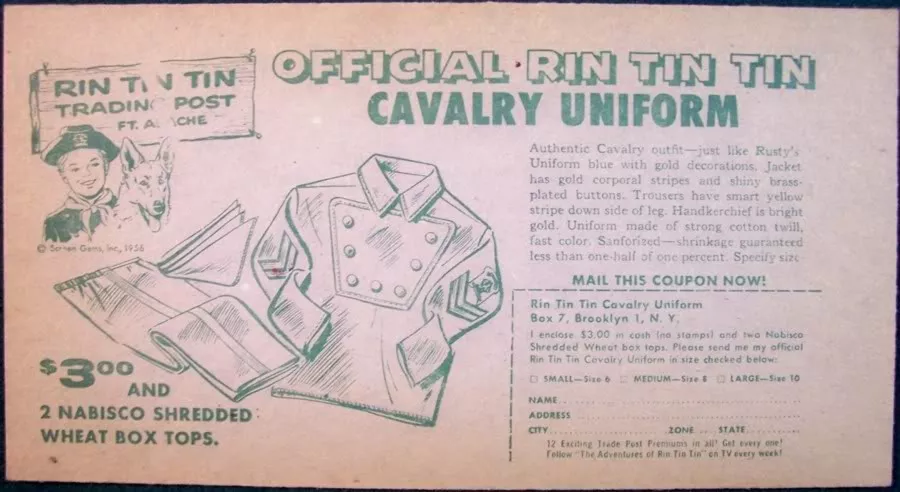 OFFICIAL RIN TIN TIN
CAVALRY UNIFORM
RIN TIN TIN
TRADING POST
FT. APACHE
© Screen Gems, Inc, 1956
Authentic Cavalry outfit—just like Rusty's
Uniform blue with gold decorations. Jacket
has gold corporal stripes and shiny brass-
plated buttons. Trousers have smart yellow
stripe down side of leg. Handkerchief is bright
gold. Uniform made of strong cotton twill,
fast color. Sanforized—shrinkage guaranteed
less than one-half of one percent. Specify size
MAIL THIS COUPON NOW!
Rin Tin Tin Cavalry Uniform
Box 7, Brooklyn 1, N. Y.
I enclose $3.00 in cash (no stamps) and two Nabisco
Shredded Wheat box tops. Please send me my official
Rin Tin Tin Cavalry Uniform in size checked below:
SMALL—Size 6 MEDIUM—Size 8 LARGE—Size 10
NAME
ADDRESS
CITY ZONE STATE
12 Exciting Trade Post Premiums in all! Get every one!
Follow "The Adventures of Rin Tin Tin" on TV every week!
$3.00
AND
2 NABISCO SHREDDED
WHEAT BOX TOPS.